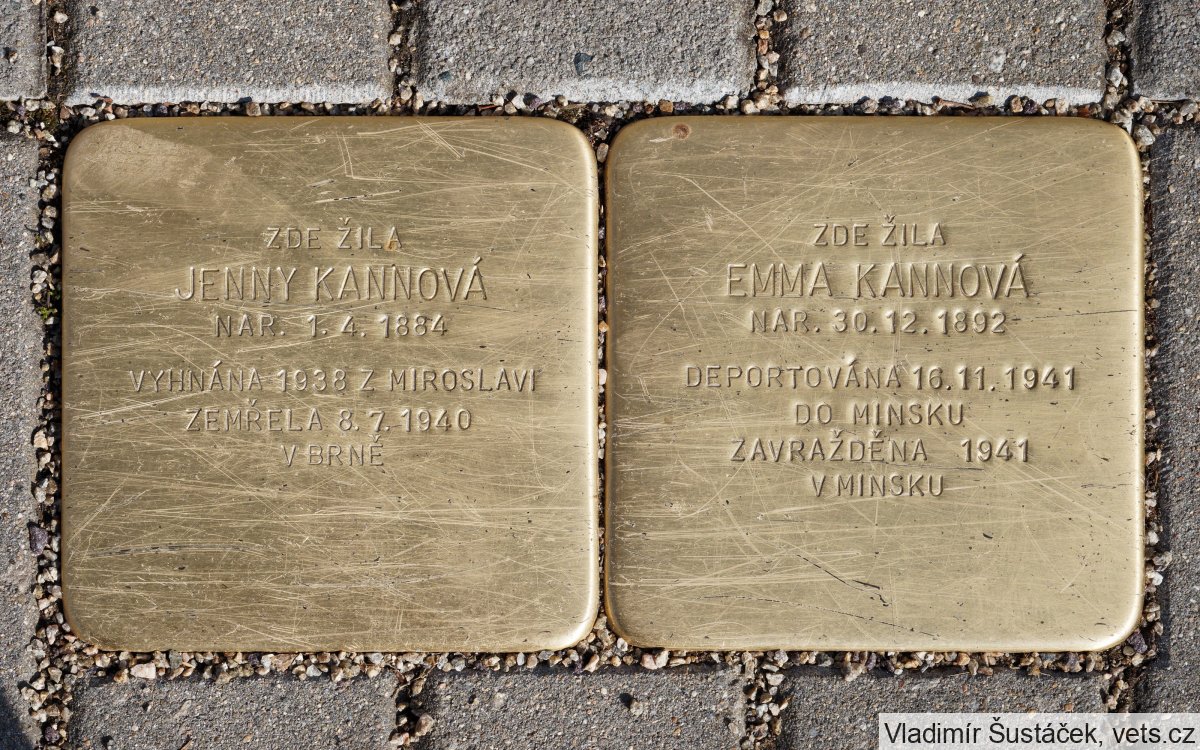 ZDE ŽILA
JENNY KANNOVÁ
NAR. 1. 4. 1884
VYHNÁNA 1938 Z MIROSLAVI
ZEMŘELA 8. 7. 1940
V BRNĚ
ZDE ŽILA
EMMA KANNOVÁ
NAR. 30. 12. 1892
DEPORTOVÁNA 16. 11. 1941
DO MINSKU
ZAVRAŽDĚNA 1941
V MINSKU
Vladimír Šustáček, vets.cz